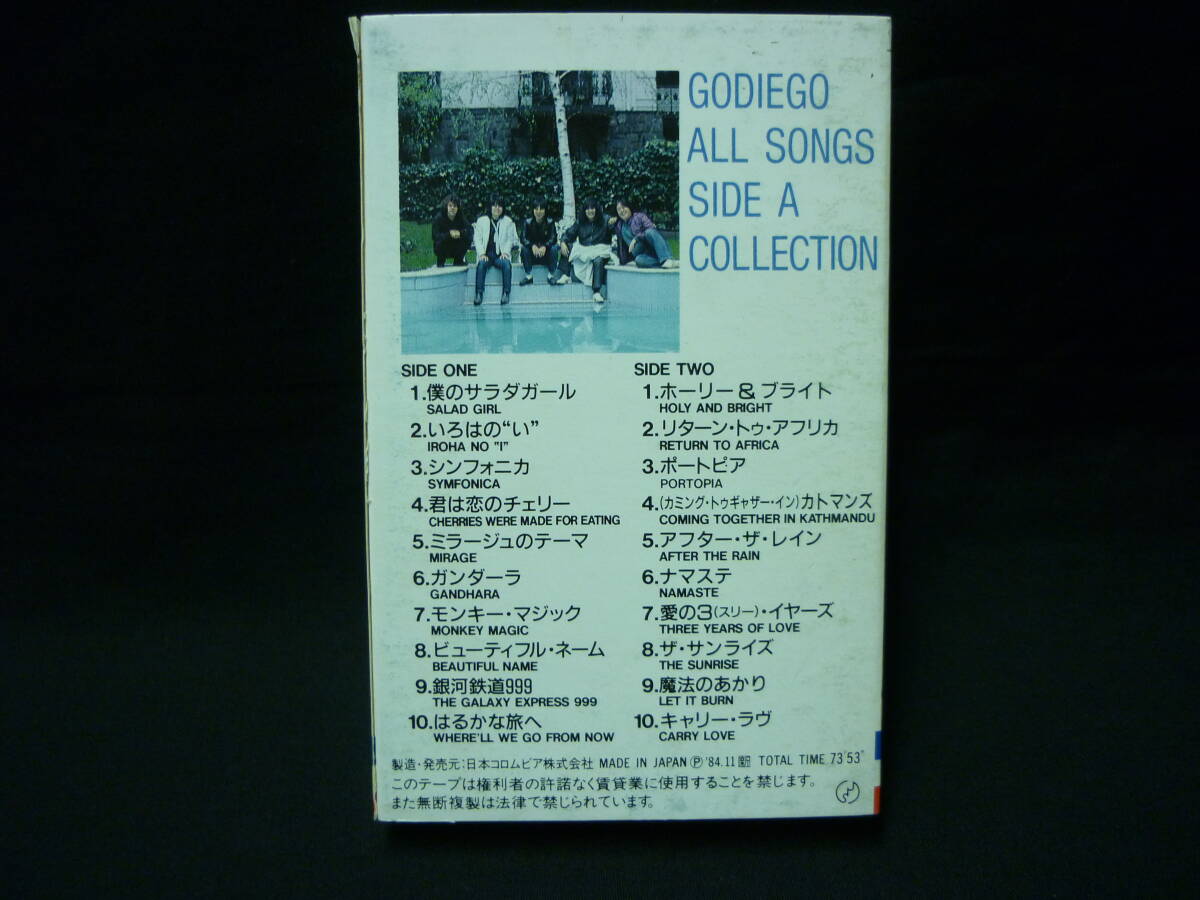 GODIEGO
ALL SONGS
SIDE A
COLLECTION
SIDE ONE
1.僕のサラダガール
SALAD GIRL
2.いろはの“い”
IROHA NO "I"
3.シンフォニカ
SYMFONICA
4.君は恋のチェリー
CHERRIES WERE MADE FOR EATING
5.ミラージュのテーマ
MIRAGE
6.ガンダーラ
GANDHARA
7.モンキー・マジック
MONKEY MAGIC
8.ビューティフル・ネーム
BEAUTIFUL NAME
9.銀河鉄道999
THE GALAXY EXPRESS 999
10.はるかな旅へ
WHERE'LL WE GO FROM NOW
SIDE TWO
1.ホーリー&ブライト
HOLY AND BRIGHT
2.リターン・トゥ・アフリカ
RETURN TO AFRICA
3.ポートピア
PORTOPIA
4.(カミング・トゥギャザー・イン)カトマンズ
COMING TOGETHER IN KATHMANDU
5.アフター・ザ・レイン
AFTER THE RAIN
6.ナマステ
NAMASTE
7.愛の3(スリー)・イヤーズ
THREE YEARS OF LOVE
8.ザ・サンライズ
THE SUNRISE
9.魔法のあかり
LET IT BURN
10.キャリー・ラヴ
CARRY LOVE
製造・発売元:日本コロムビア株式会社 MADE IN JAPAN Ⓟ'84.11 TOTAL TIME 73'53"
このテープは権利者の許諾なく賃貸業に使用することを禁じます。
また無断複製は法律で禁じられています。